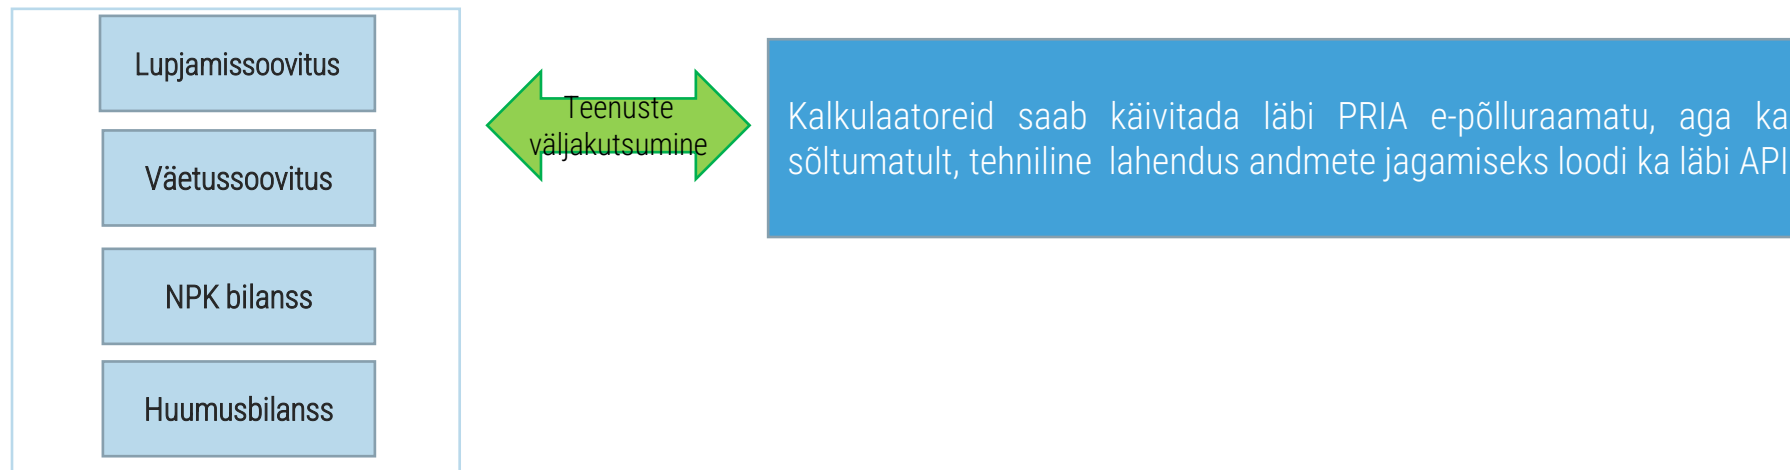 Lupjamissoovitus
Väetussoovitus
NPK bilanss
Huumusbilanss
Teenuste
väljakutsumine
Kalkulaatoreid saab käivitada läbi PRIA e-põlluraamatu, aga ka
sõltumatult, tehniline lahendus andmete jagamiseks loodi ka läbi API